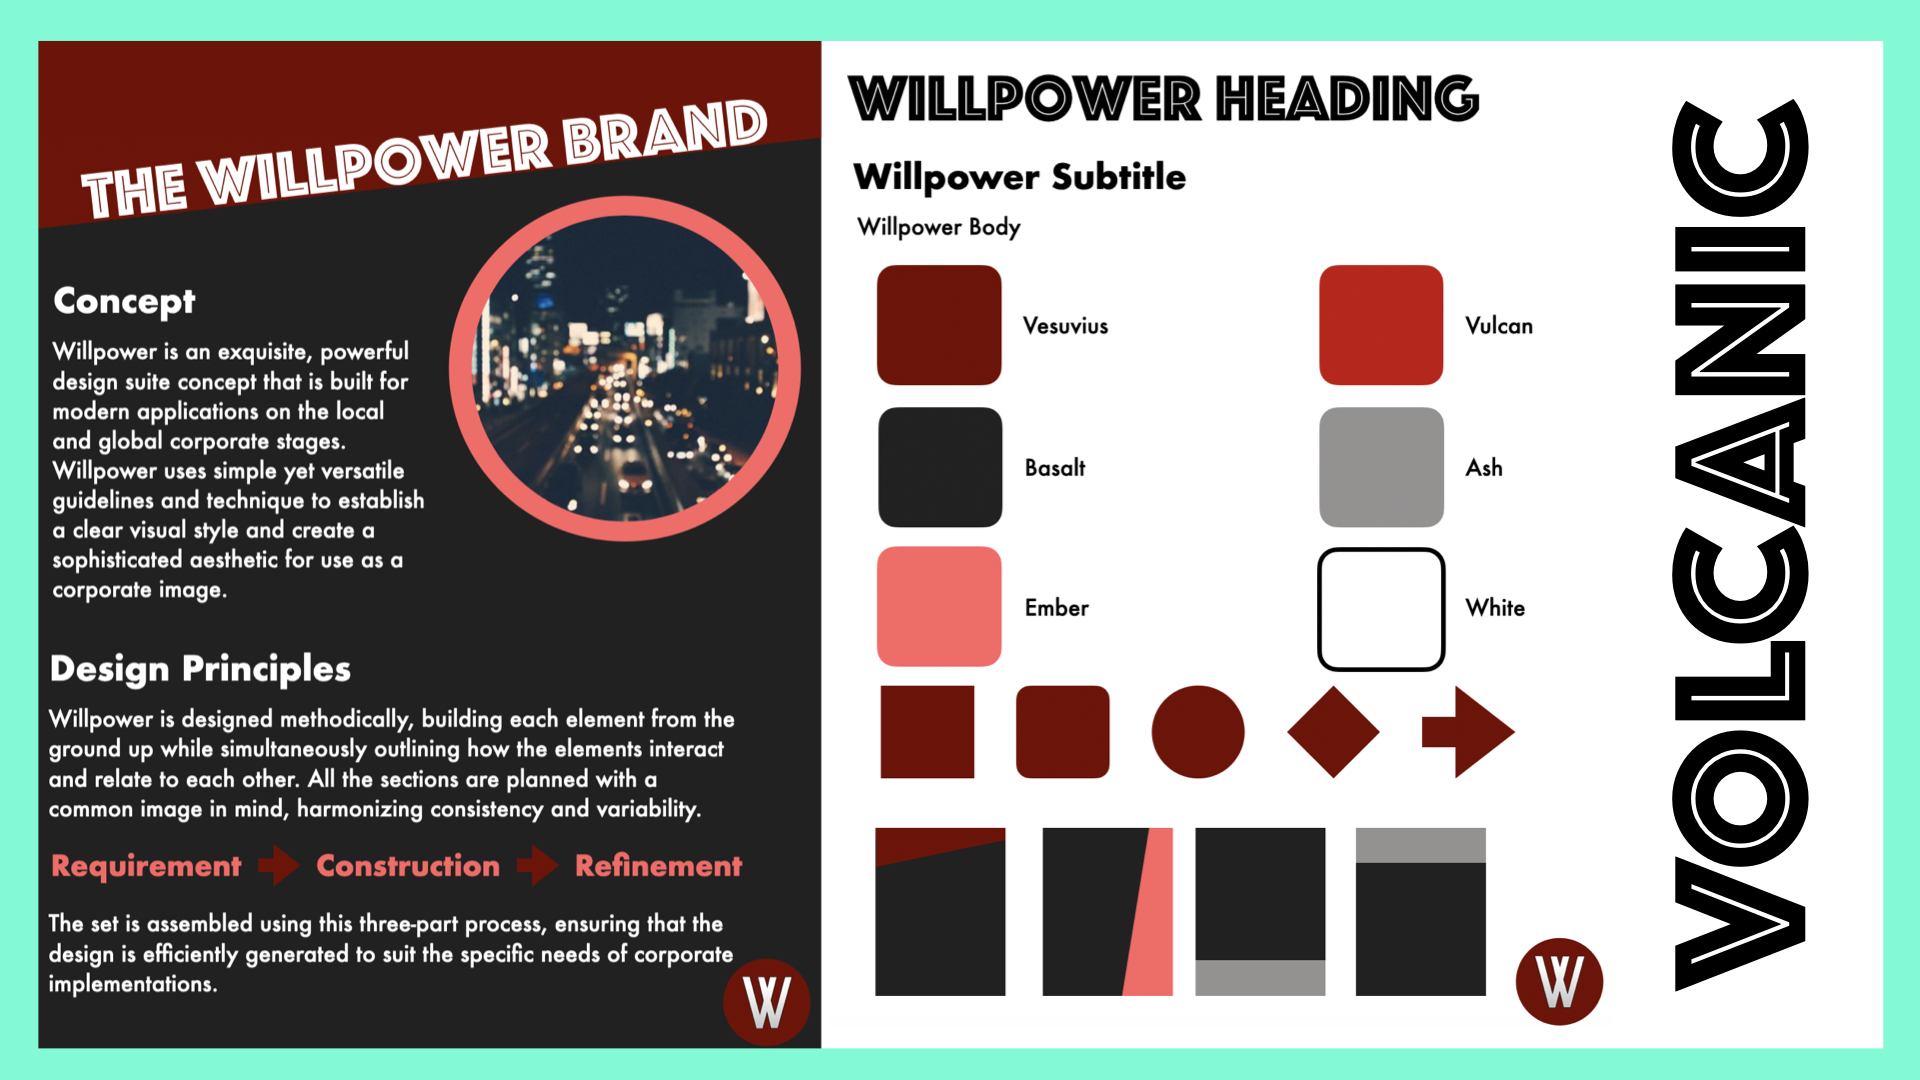 THE WILLPOWER BRAND
Concept
Willpower is an exquisite, powerful
design suite concept that is built for
modern applications on the local
and global corporate stages.
Willpower uses simple yet versatile
guidelines and technique to establish
a clear visual style and create a
sophisticated aesthetic for use as a
corporate image.
Design Principles
Willpower is designed methodically, building each element from the
ground up while simultaneously outlining how the elements interact
and relate to each other. All the sections are planned with a
common image in mind, harmonizing consistency and variability.
Requirement Construction Refinement
The set is assembled using this three-part process, ensuring that the
design is efficiently generated to suit the specific needs of corporate
implementations.
W
WILLPOWER HEADING
Willpower Subtitle
Willpower Body
Vesuvius Vulcan
Basalt Ash
Ember White
W
VOLCANIC